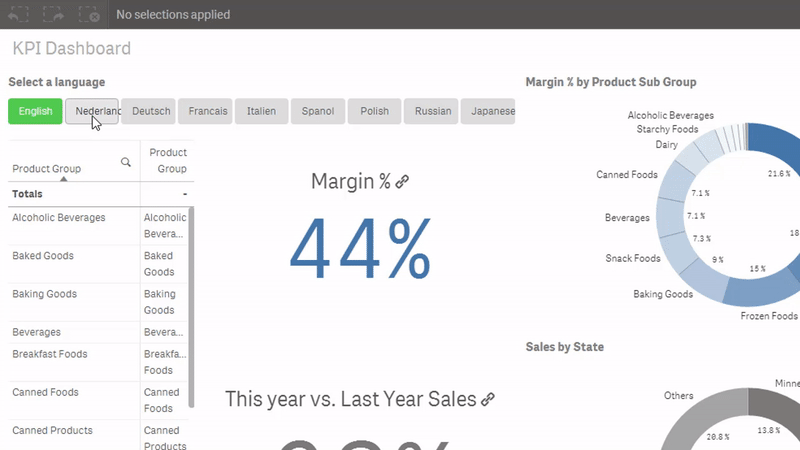 No selections applied
KPI Dashboard
Select a language
English
Nederlan
Deutsch
Francais
Italien
Spanol
Polish
Russian
Japanese
Product Group
Product
Group
Totals
-
Alcoholic Beverages
Alcoholic
Bevera...
Baked Goods
Baked
Goods
Baking Goods
Baking
Goods
Beverages
Bevera...
Breakfast Foods
Breakfa...
Foods
Canned Foods
Canned
Foods
Canned Products
Canned
Products
Margin %
44%
This year vs. Last Year Sales
Margin % by Product Sub Group
Alcoholic Beverages
Starchy Foods
Dairy
Canned Foods
Beverages
Snack Foods
Baking Goods
Frozen Foods
21.6 %
7.1 %
7.1 %
7.3 %
9 %
15 %
18
Sales by State
Others
Minne
20.8 %
13.8 %